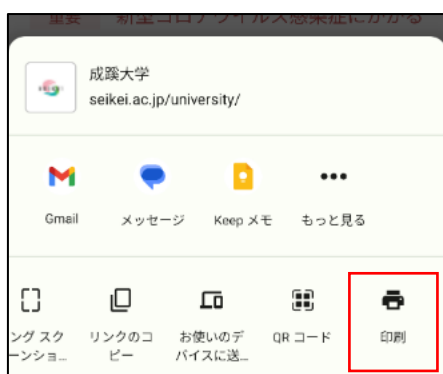 重要 新型コロナウイルス感染症にかかる
成蹊大学
seikei.ac.jp/university/
Gmail
メッセージ
Keep メモ
もっと見る
ング スク
ーンショ...
リンクのコ
ピー
お使いのデ
バイスに送...
QR コード
印刷